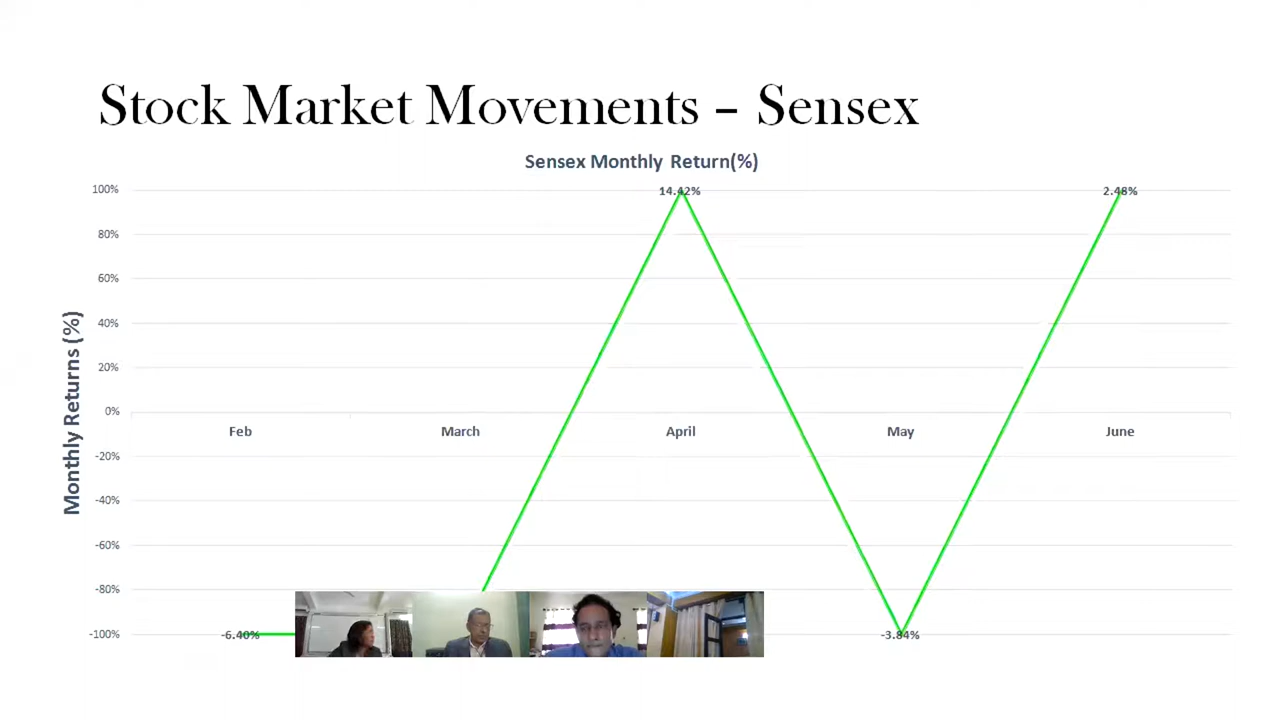 Stock Market Movements – Sensex
Sensex Monthly Return(%)
Monthly Returns (%)
100%
80%
60%
40%
20%
0%
-20%
-40%
-60%
-80%
-100%
14.42%
2.48%
Feb
March
April
May
June
-6.40%
-3.84%